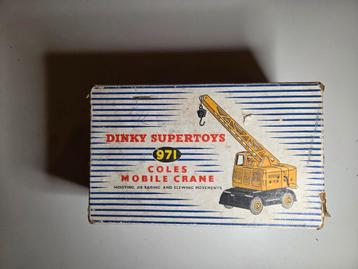 DINKY SUPERTOYS
971
COLES
MOBILE CRANE
HOISTING, JIB RAISING AND SLEWING MOVEMENTS